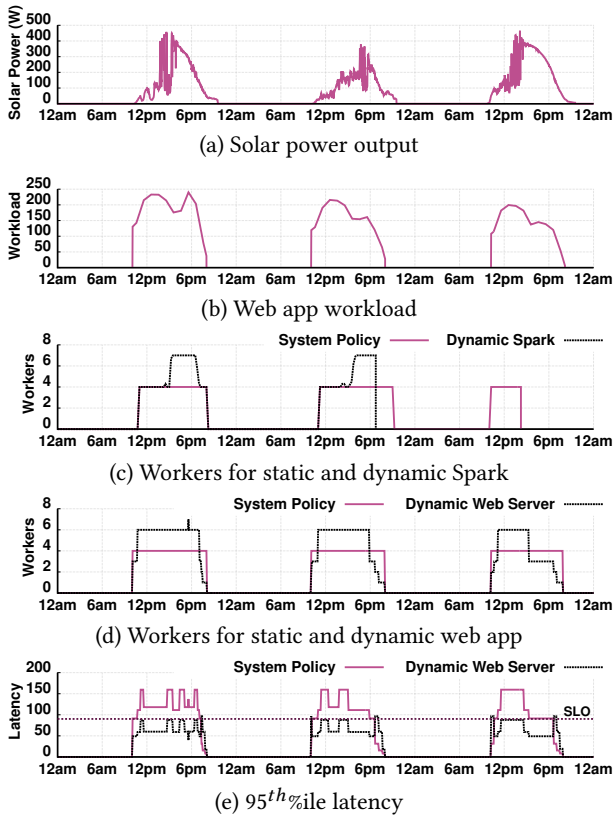 Solar Power (W)
500
400
300
200
100
0
12am 6am 12pm 6pm 12am 6am 12pm 6pm 12am 6am 12pm 6pm 12am
(a) Solar power output
Workload
250
200
150
100
50
0
12am 6am 12pm 6pm 12am 6am 12pm 6pm 12am 6am 12pm 6pm 12am
(b) Web app workload
System Policy Dynamic Spark
Workers
8
6
4
2
0
12am 6am 12pm 6pm 12am 6am 12pm 6pm 12am 6am 12pm 6pm 12am
(c) Workers for static and dynamic Spark
System Policy Dynamic Web Server
Workers
8
6
4
2
0
12am 6am 12pm 6pm 12am 6am 12pm 6pm 12am 6am 12pm 6pm 12am
(d) Workers for static and dynamic web app
System Policy Dynamic Web Server
Latency
200
150
100
50
0
SLO
12am 6am 12pm 6pm 12am 6am 12pm 6pm 12am 6am 12pm 6pm 12am
(e) 95th%ile latency